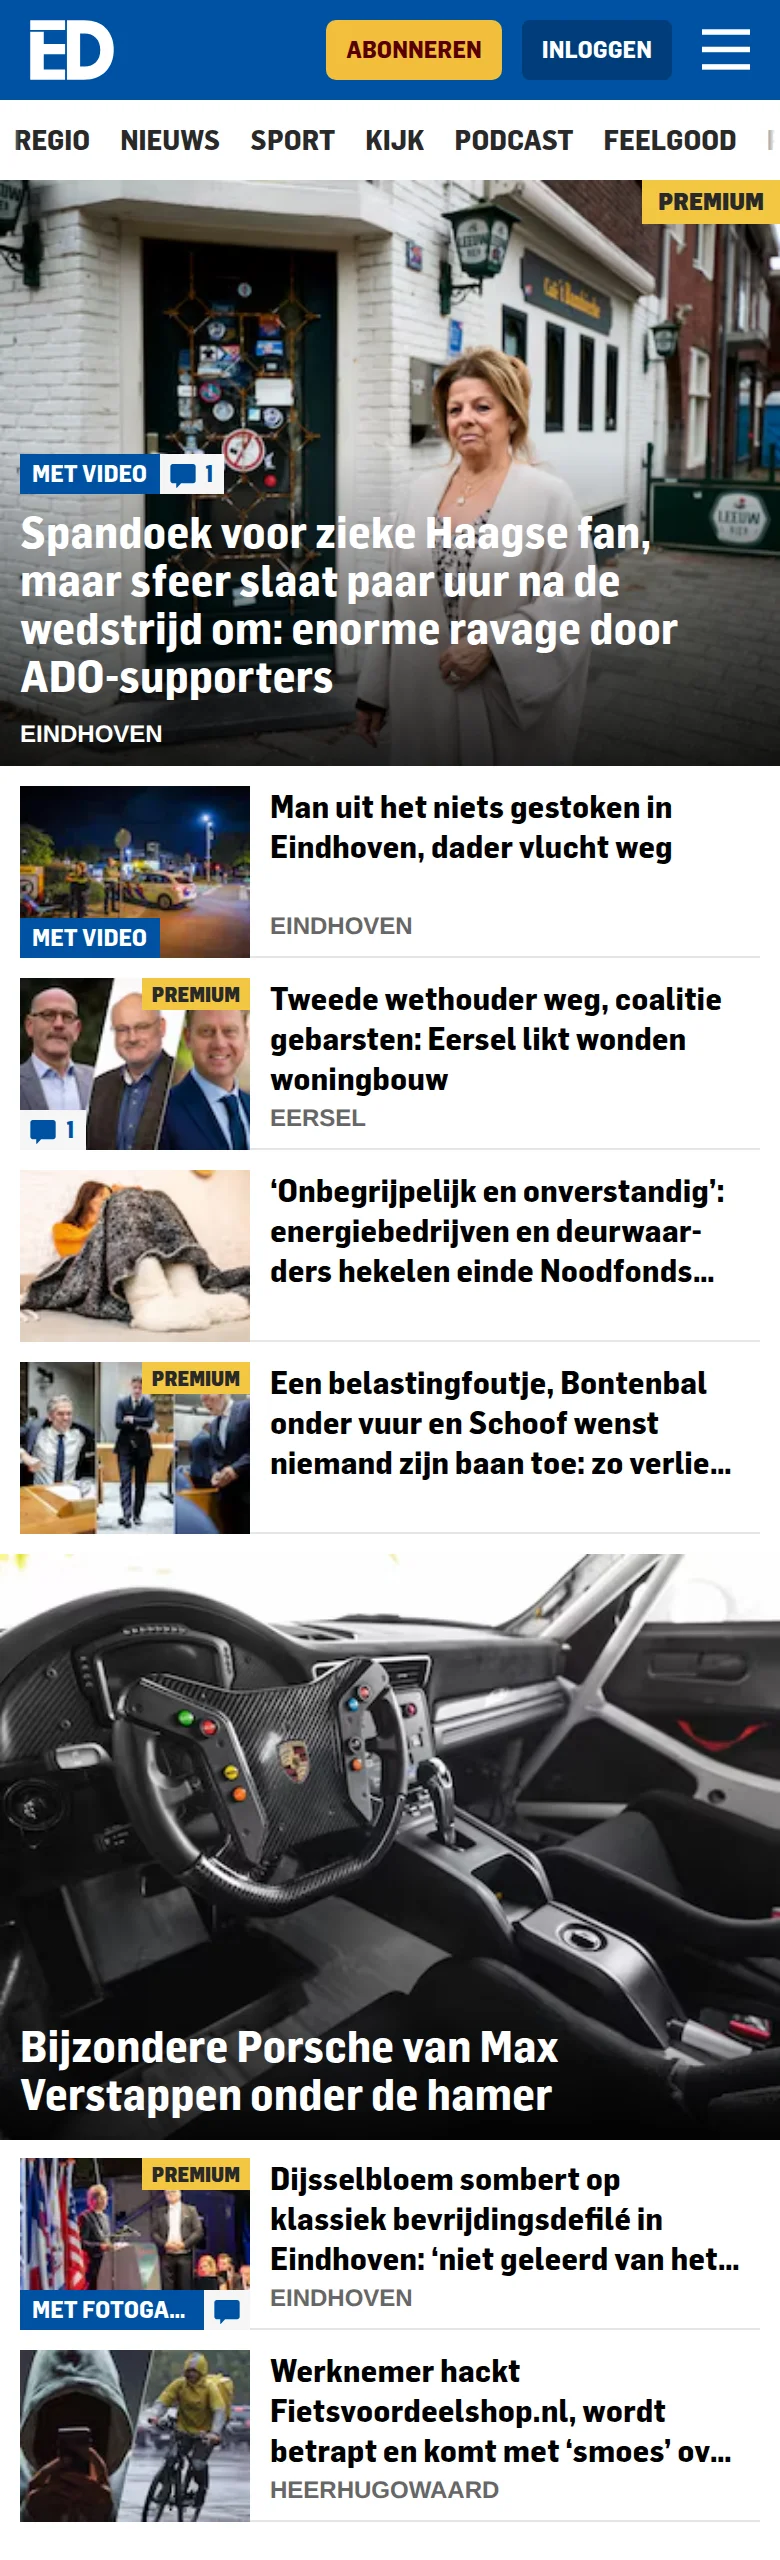 ED
ABONNEREN
INLOGGEN
REGIO NIEUWS SPORT KIJK PODCAST FEELGOOD
PREMIUM
LEEUW
BIER
LEEUW
BIER
MET VIDEO
1
Spandoek voor zieke Haagse fan,
maar sfeer slaat paar uur na de
wedstrijd om: enorme ravage door
ADO-supporters
EINDHOVEN
MET VIDEO
Man uit het niets gestoken in
Eindhoven, dader vlucht weg
EINDHOVEN
PREMIUM
1
Tweede wethouder weg, coalitie
gebarsten: Eersel likt wonden
woningbouw
EERSEL
‘Onbegrijpelijk en onverstandig’:
energiebedrijven en deurwaar-
ders hekelen einde Noodfonds...
PREMIUM
Een belastingfoutje, Bontenbal
onder vuur en Schoof wenst
niemand zijn baan toe: zo verlie...
Bijzondere Porsche van Max
Verstappen onder de hamer
PREMIUM
MET FOTOGA...
Dijsselbloem sombert op
klassiek bevrijdingsdefilé in
Eindhoven: ‘niet geleerd van het...
EINDHOVEN
Werknemer hackt
Fietsvoordeelshop.nl, wordt
betrapt en komt met ‘smoes’ ov...
HEERHUGOWAARD